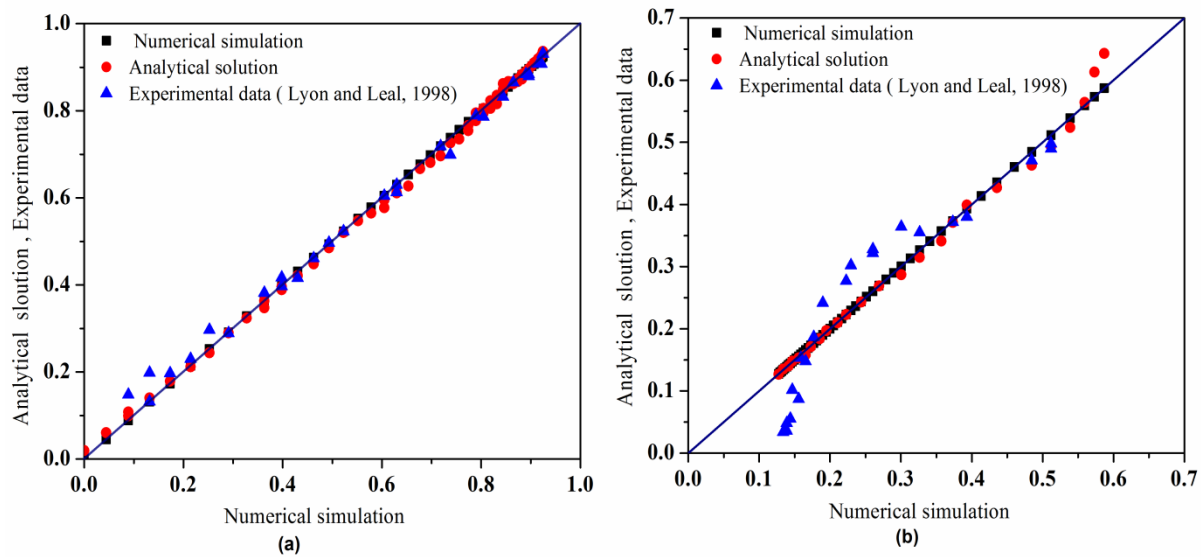 Analytical sloution , Experimental data
1.0
0.8
0.6
0.4
0.2
0.0
Numerical simulation
Analytical solution
Experimental data ( Lyon and Leal, 1998)
0.0 0.2 0.4 0.6 0.8 1.0
Numerical simulation
(a)
Analytical sloution , Experimental data
0.7
0.6
0.5
0.4
0.3
0.2
0.1
0.0
Numerical simulation
Analytical solution
Experimental data ( Lyon and Leal, 1998)
0.0 0.1 0.2 0.3 0.4 0.5 0.6 0.7
Numerical simulation
(b)